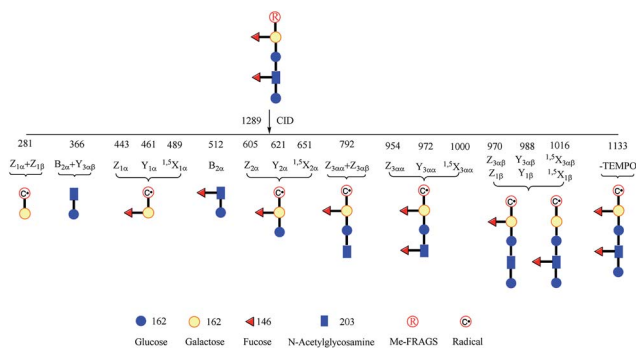 R
1289 CID
281 366 443 461 489 512 605 621 651 792 954 972 1000 970 988 1016 1133
Z1α+Z1β B2α+Y3αβ Z1α Y1α 1,5X1α B2α Z2α Y2α 1,5X2α Z3αα+Z3αβ Z3αα Y3αα 1,5X3αα Z3αβ Y3αβ 1,5X3αβ -TEMPO
Z1β Y1β 1,5X1β
C• C• C• C• C• C• C• C•
162 162 146 203 R C•
Glucose Galactose Fucose N-Acetylglycosamine Me-FRAGS Radical